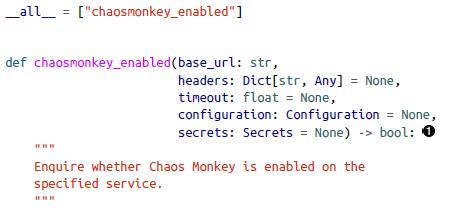 __all__ = ["chaosmonkey_enabled"]
def chaosmonkey_enabled(base_url: str,
headers: Dict[str, Any] = None,
timeout: float = None,
configuration: Configuration = None,
secrets: Secrets = None) -> bool: ❶
"""
Enquire whether Chaos Monkey is enabled on the
specified service.
"""